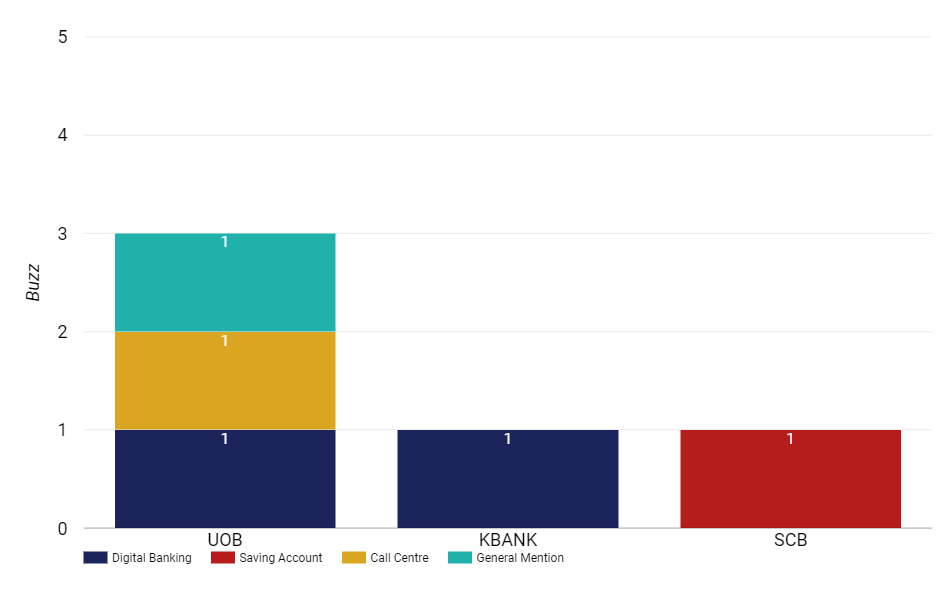 5
4
3
1
Buzz
2
1
1
1
1
1
0
UOB
KBANK
SCB
Digital Banking
Saving Account
Call Centre
General Mention